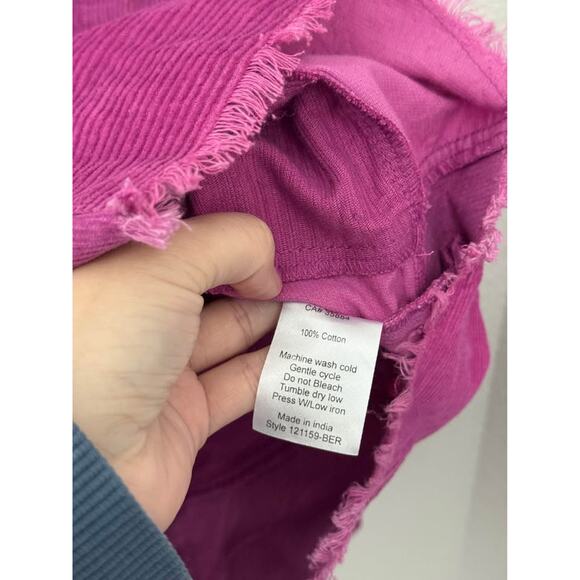 100% Cotton
Machine wash cold
Gentle cycle
Do not Bleach
Tumble dry low
Press W/Low iron
Made in india
Style 121159-BER